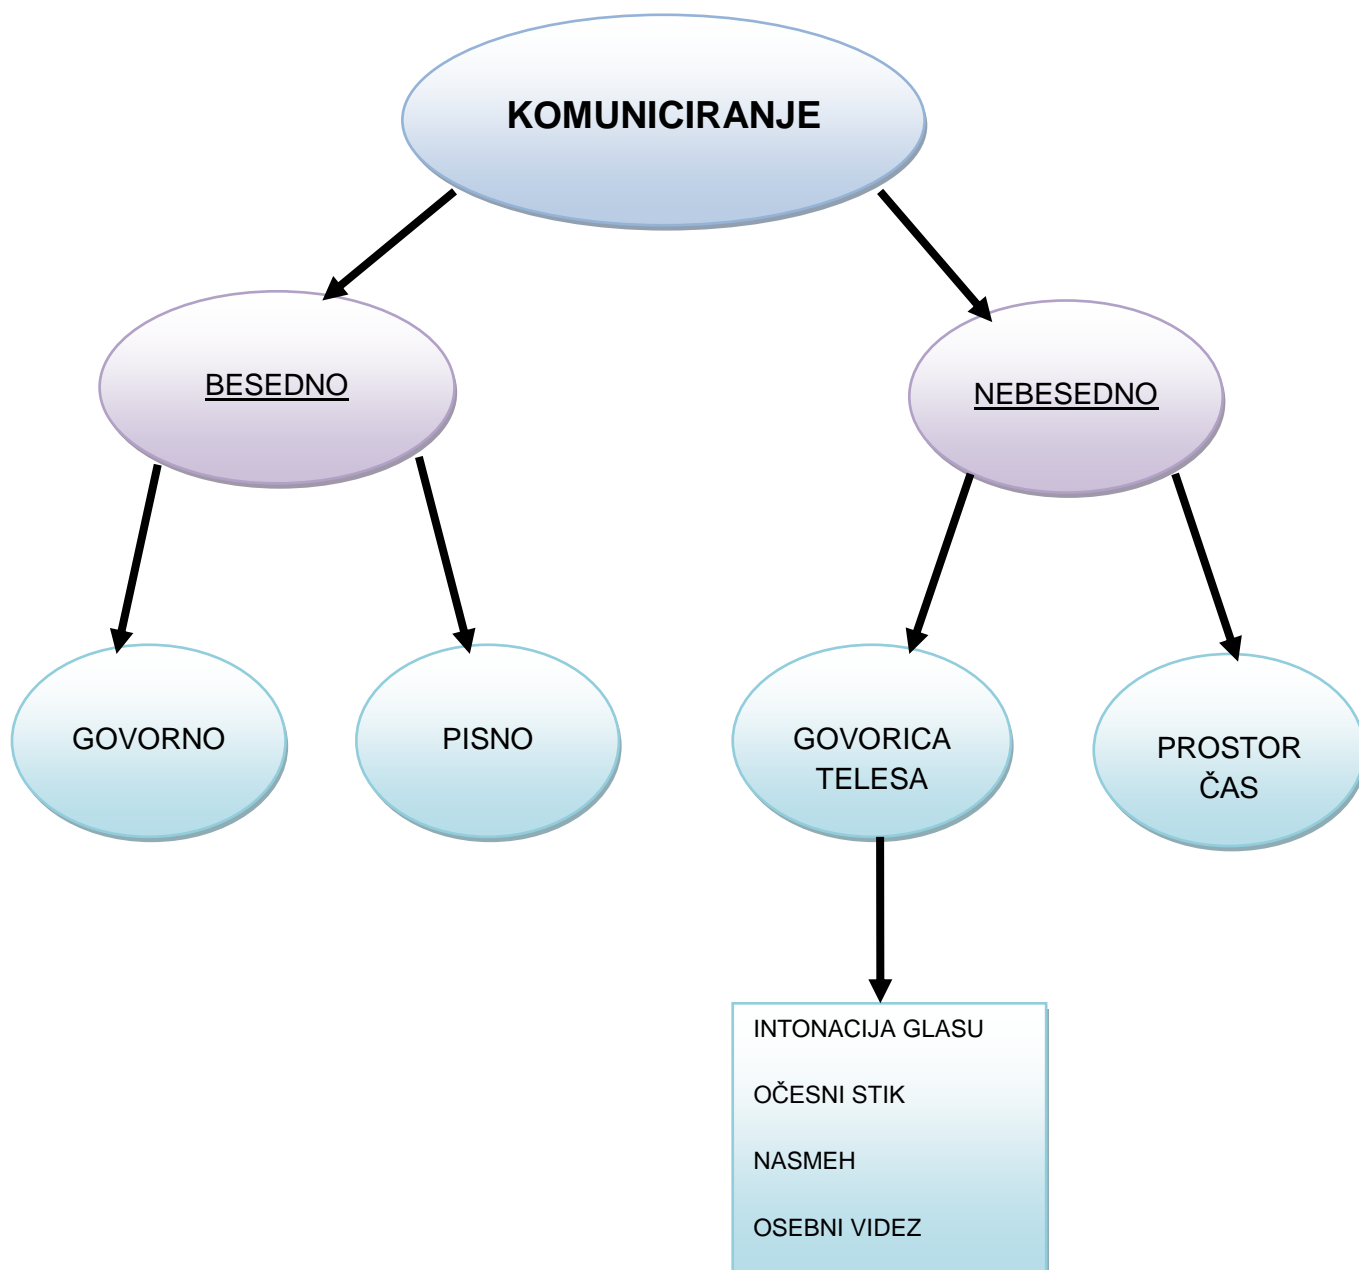 KOMUNICIRANJE
BESEDNO
NEBESEDNO
GOVORNO
PISNO
GOVORICA
TELESA
PROSTOR
ČAS
INTONACIJA GLASU
OČESNI STIK
NASMEH
OSEBNI VIDEZ